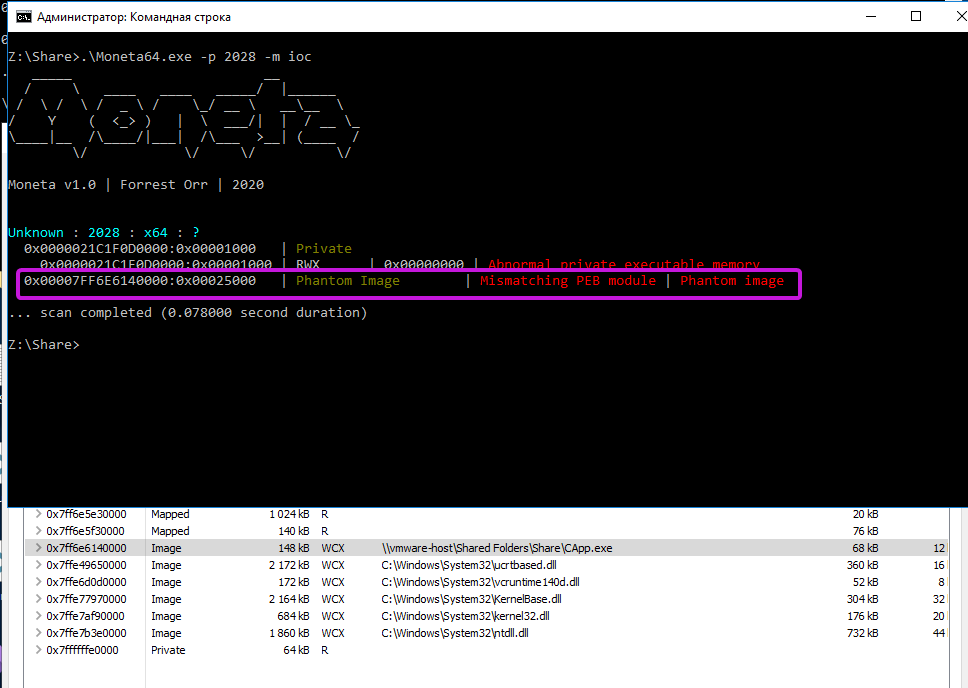 Администратор: Командная строка
Z:\Share>.\Moneta64.exe -p 2028 -m ioc
Moneta
Moneta v1.0 | Forrest Orr | 2020
Unknown : 2028 : x64 : ?
0x0000021C1F0D0000:0x00001000 | Private
0x0000021C1F0D0000:0x00001000 | RWX | 0x00000000 | Abnormal private executable memory
0x00007FF6E6140000:0x00025000 | Phantom Image | Mismatching PEB module | Phantom image
... scan completed (0.078000 second duration)
Z:\Share>
0x7ff6e5e30000 Mapped 1 024 kB R 20 kB
0x7ff6e5f30000 Mapped 140 kB R 76 kB
0x7ff6e6140000 Image 148 kB WCX \\vmware-host\Shared Folders\Share\CApp.exe 68 kB 12
0x7ffe49650000 Image 2 172 kB WCX C:\Windows\System32\ucrtbased.dll 360 kB 16
0x7ffe6d0d0000 Image 172 kB WCX C:\Windows\System32\vcruntime140d.dll 52 kB 8
0x7ffe77970000 Image 2 164 kB WCX C:\Windows\System32\KernelBase.dll 304 kB 32
0x7ffe7af90000 Image 684 kB WCX C:\Windows\System32\kernel32.dll 176 kB 20
0x7ffe7b3e0000 Image 1 860 kB WCX C:\Windows\System32\ntdll.dll 732 kB 44
0x7ffffffe0000 Private 64 kB R